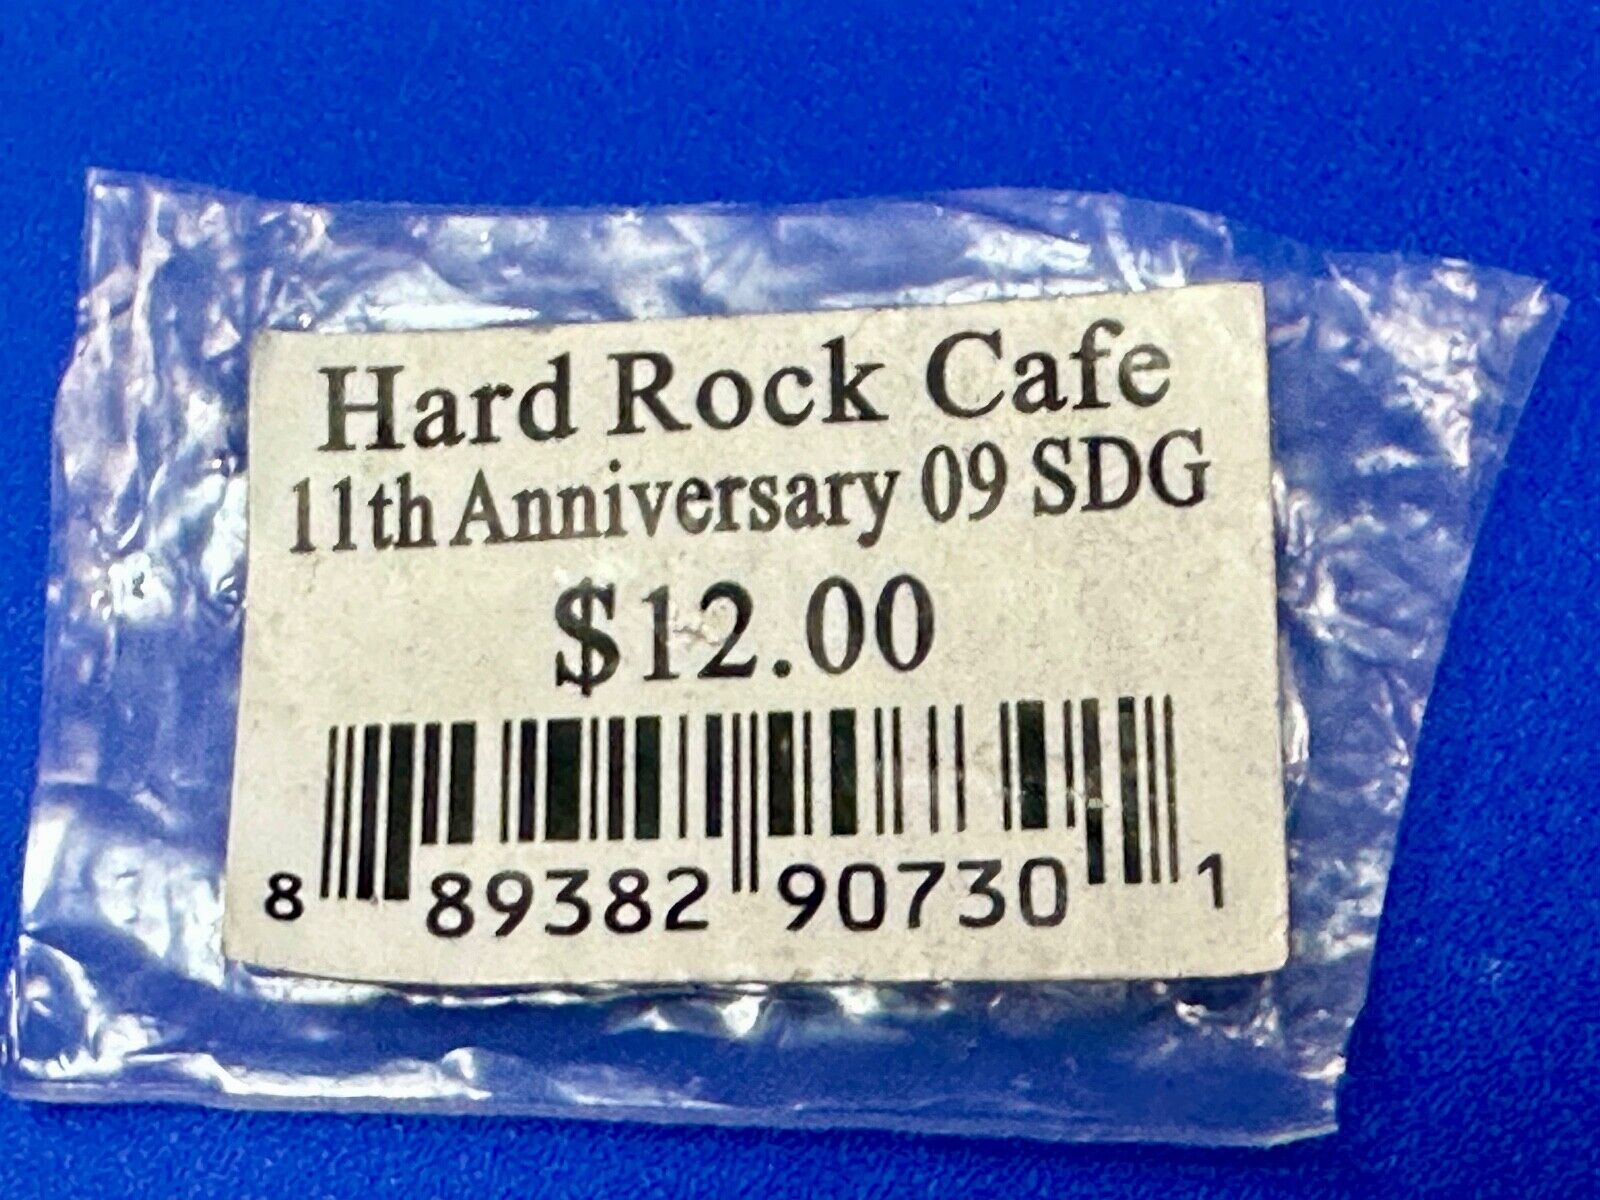 Hard Rock Cafe
11th Anniversary 09 SDG
$12.00
8 89382 90730 1